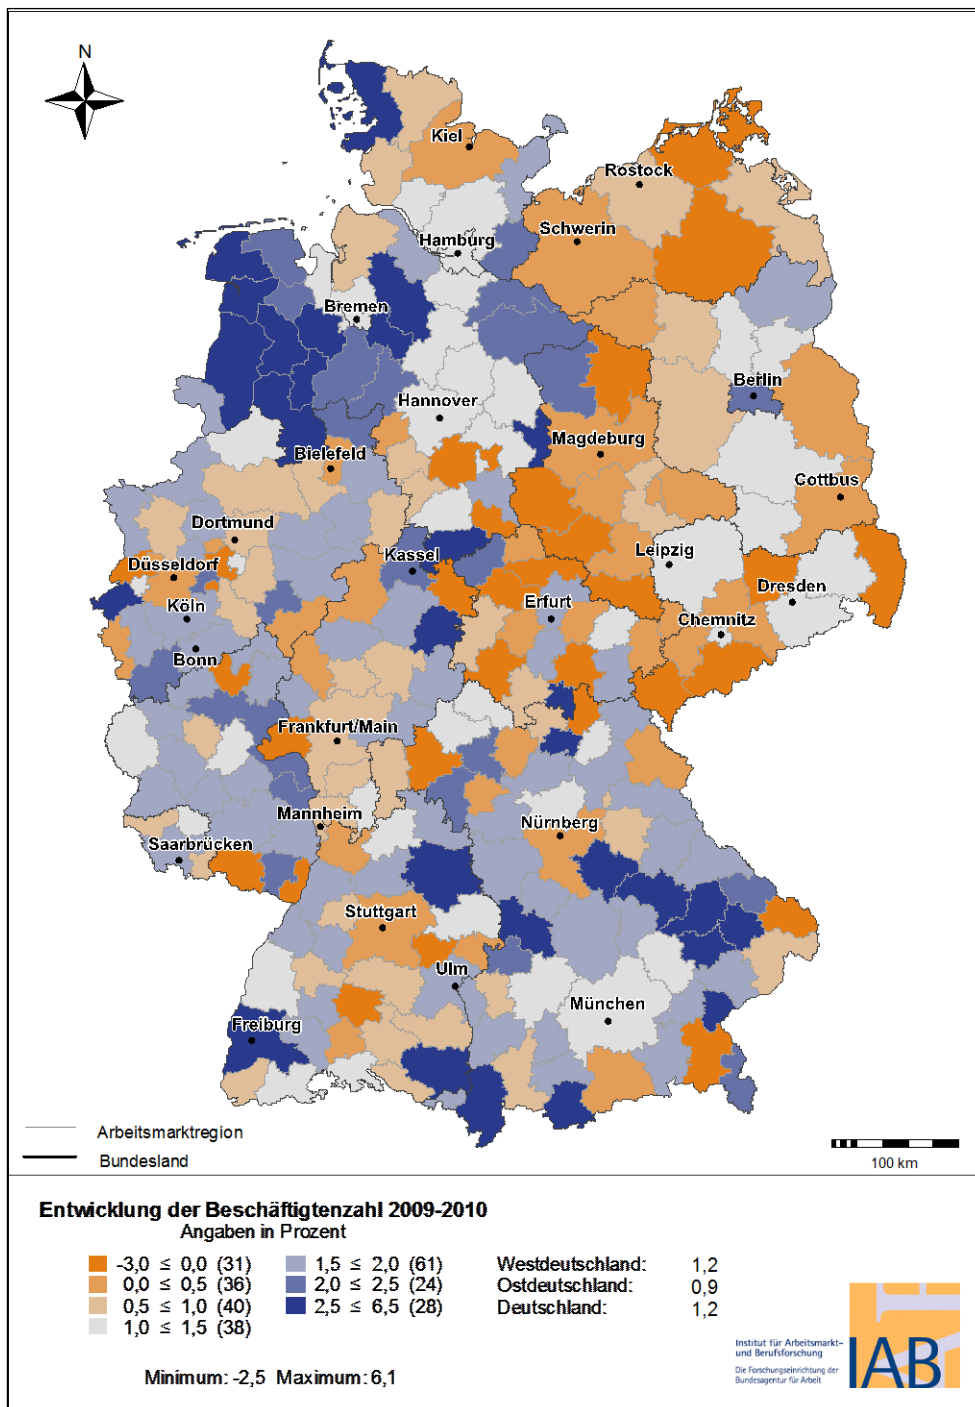 N
Kiel
Rostock
Schwerin
Hamburg
Bremen
Berlin
Hannover
Magdeburg
Bielefeld
Cottbus
Dortmund
Leipzig
Kassel
Düsseldorf
Dresden
Erfurt
Köln
Chemnitz
Bonn
Frankfurt/Main
Mannheim
Nürnberg
Saarbrücken
Stuttgart
Ulm
München
Freiburg
Arbeitsmarktregion
Bundesland
100 km
Entwicklung der Beschäftigtenzahl 2009-2010
Angaben in Prozent
-3,0 ≤ 0,0 (31) 1,5 ≤ 2,0 (61) Westdeutschland: 1,2
0,0 ≤ 0,5 (36) 2,0 ≤ 2,5 (24) Ostdeutschland: 0,9
0,5 ≤ 1,0 (40) 2,5 ≤ 6,5 (28) Deutschland: 1,2
1,0 ≤ 1,5 (38)
Minimum: -2,5 Maximum: 6,1
Institut für Arbeitsmarkt-
und Berufsforschung
Die Forschungseinrichtung der
Bundesagentur für Arbeit
IAB